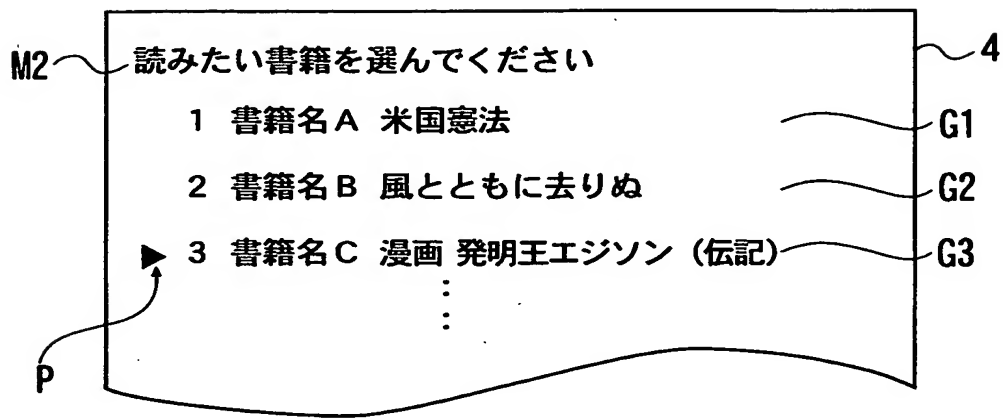 M2 読みたい書籍を選んでください 4
1 書籍名A 米国憲法 G1
2 書籍名B 風とともに去りぬ G2
▶ 3 書籍名C 漫画 発明王エジソン (伝記) G3
⋮
P